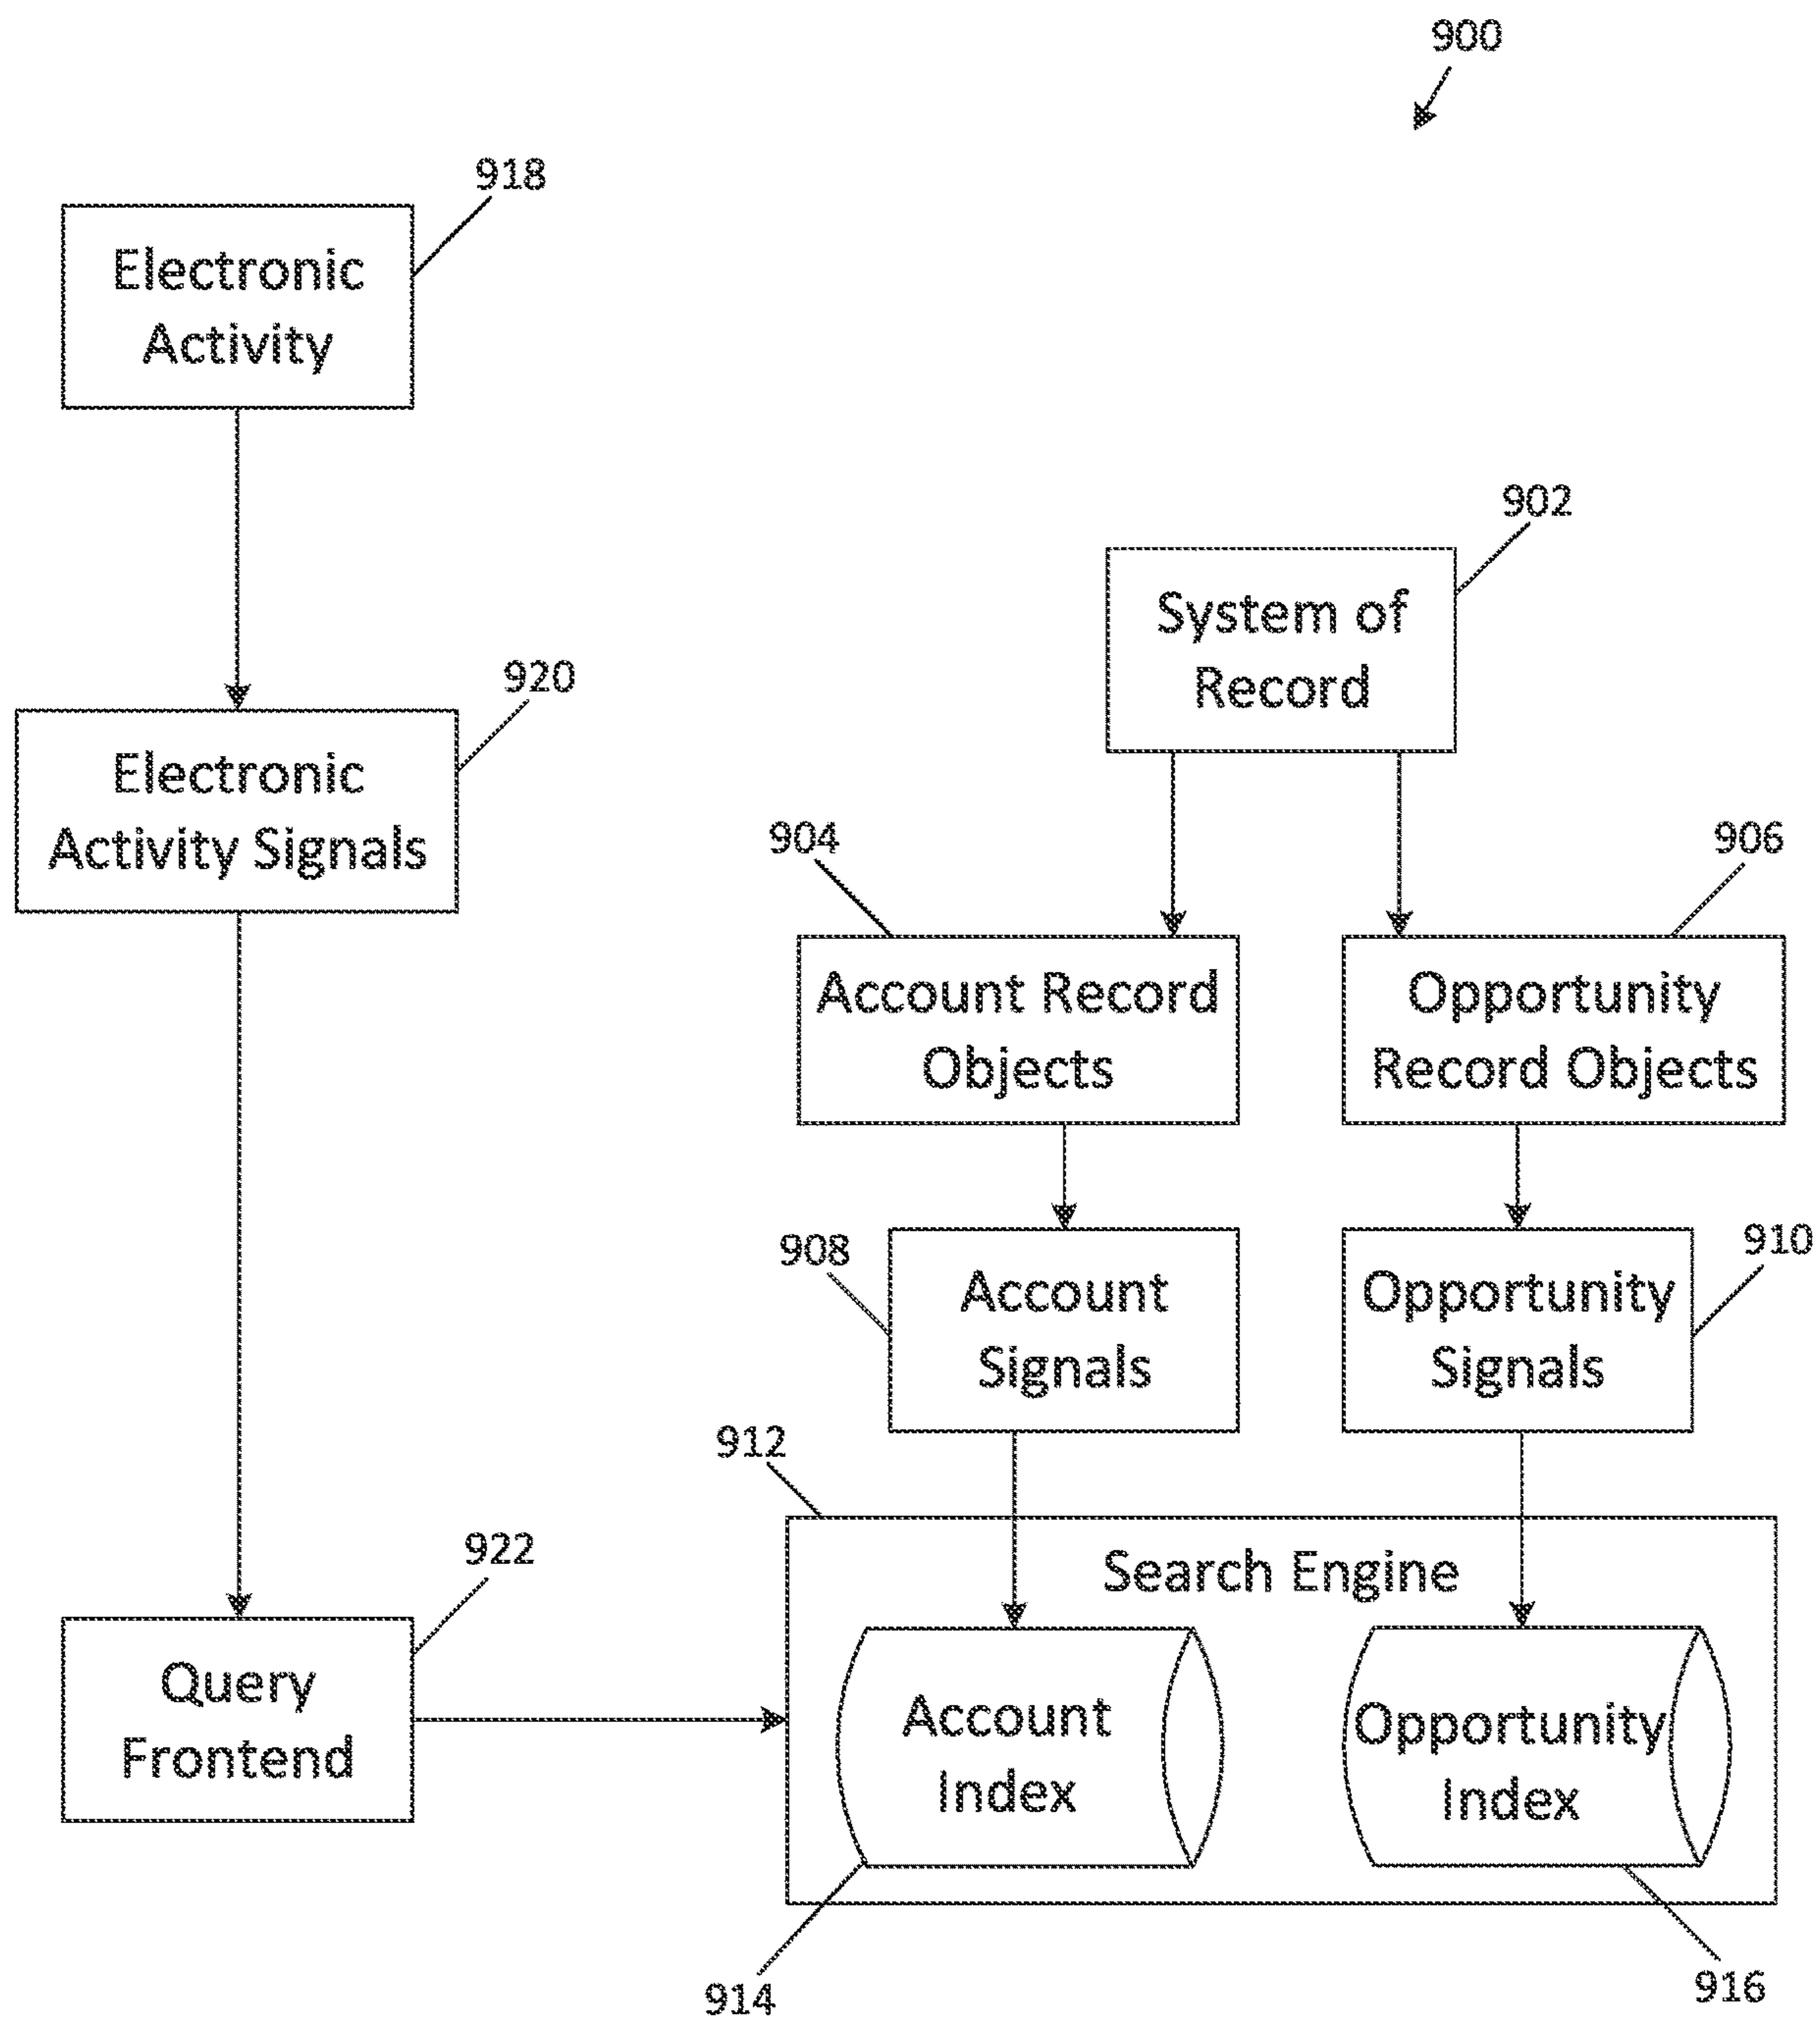 900
918
Electronic
Activity
902
System of
Record
920
Electronic
Activity Signals
904
906
Account Record
Objects
Opportunity
Record Objects
908
910
Account
Signals
Opportunity
Signals
912
Search Engine
922
Query
Frontend
Account
Index
Opportunity
Index
914
916